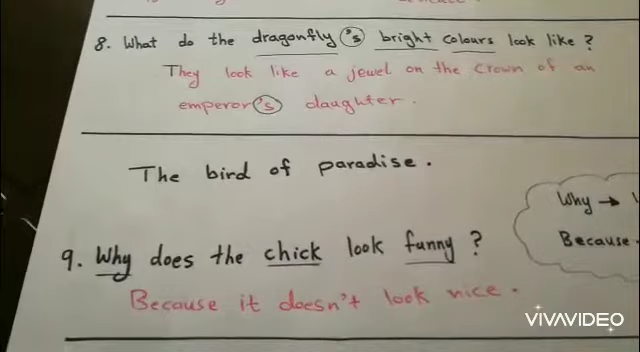 8. What do the dragonfly's bright colours look like?
They look like a jewel on the crown of an
emperor's daughter.
The bird of paradise.
Why →
9. Why does the chick look funny?
Because
Because it doesn't look nice.
VIVAVIDEO